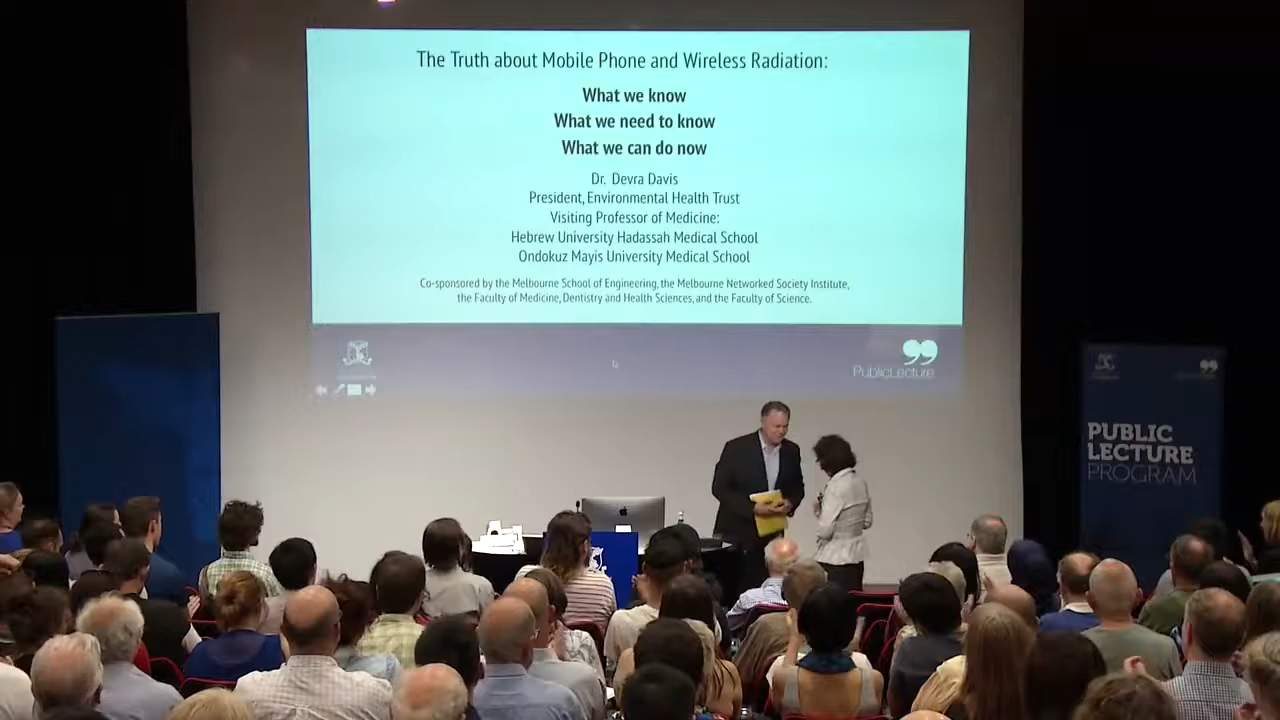 The Truth about Mobile Phone and Wireless Radiation:
What we know
What we need to know
What we can do now
Dr. Devra Davis
President, Environmental Health Trust
Visiting Professor of Medicine:
Hebrew University Hadassah Medical School
Ondokuz Mayis University Medical School
Co-sponsored by the Melbourne School of Engineering, the Melbourne Networked Society Institute,
the Faculty of Medicine, Dentistry and Health Sciences, and the Faculty of Science.
PublicLecture
PUBLIC
LECTURE
PROGRAM